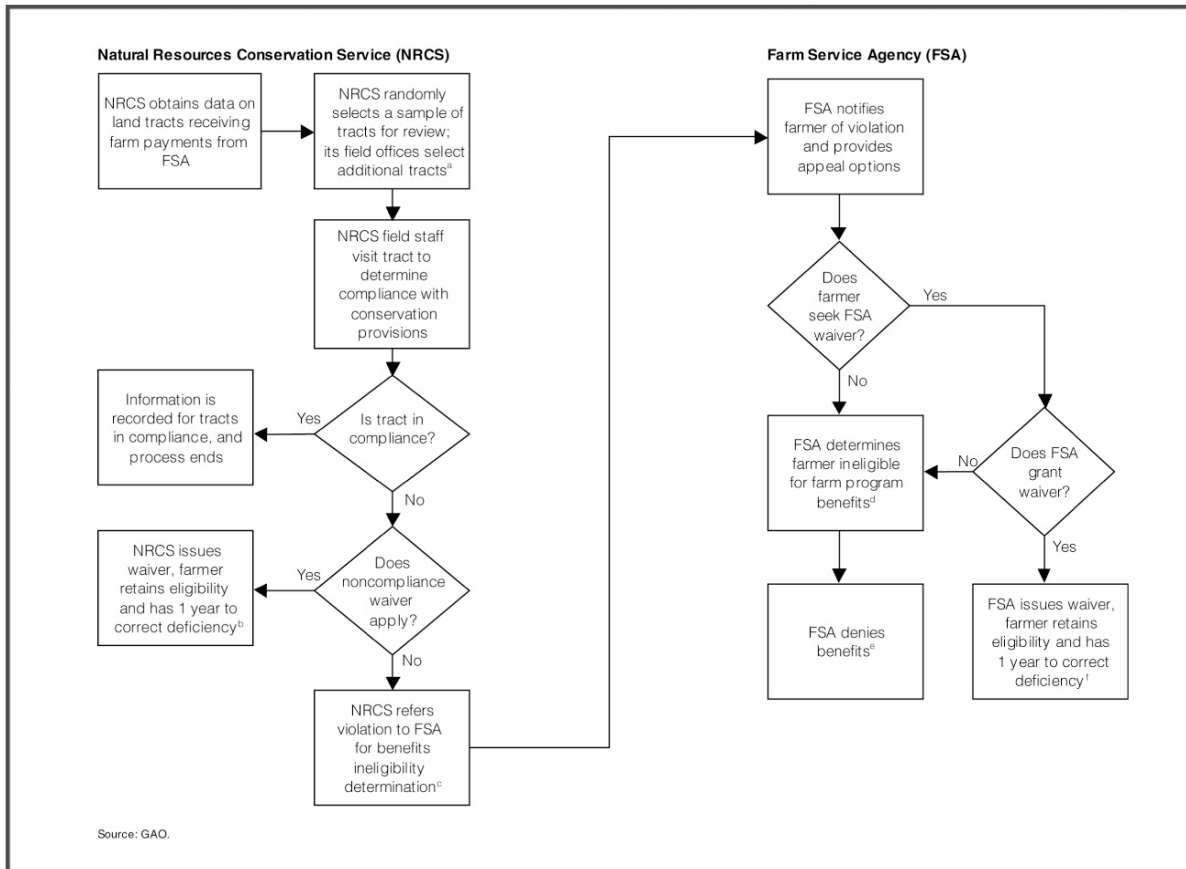 Natural Resources Conservation Service (NRCS)
NRCS obtains data on
land tracts receiving
farm payments from
FSA
NRCS randomly
selects a sample of
tracts for review;
its field offices select
additional tracts^a
NRCS field staff
visit tract to
determine
compliance with
conservation
provisions
Is tract in
compliance?
Yes
Information is
recorded for tracts
in compliance, and
process ends
No
Does
noncompliance
waiver
apply?
Yes
NRCS issues
waiver, farmer
retains eligibility
and has 1 year to
correct deficiency^b
No
NRCS refers
violation to FSA
for benefits
ineligibility
determination^c
Farm Service Agency (FSA)
FSA notifies
farmer of violation
and provides
appeal options
Does
farmer
seek FSA
waiver?
Yes
No
FSA determines
farmer ineligible
for farm program
benefits^d
No
Does FSA
grant
waiver?
Yes
FSA denies
benefits^e
FSA issues waiver,
farmer retains
eligibility and has
1 year to correct
deficiency^f
Source: GAO.